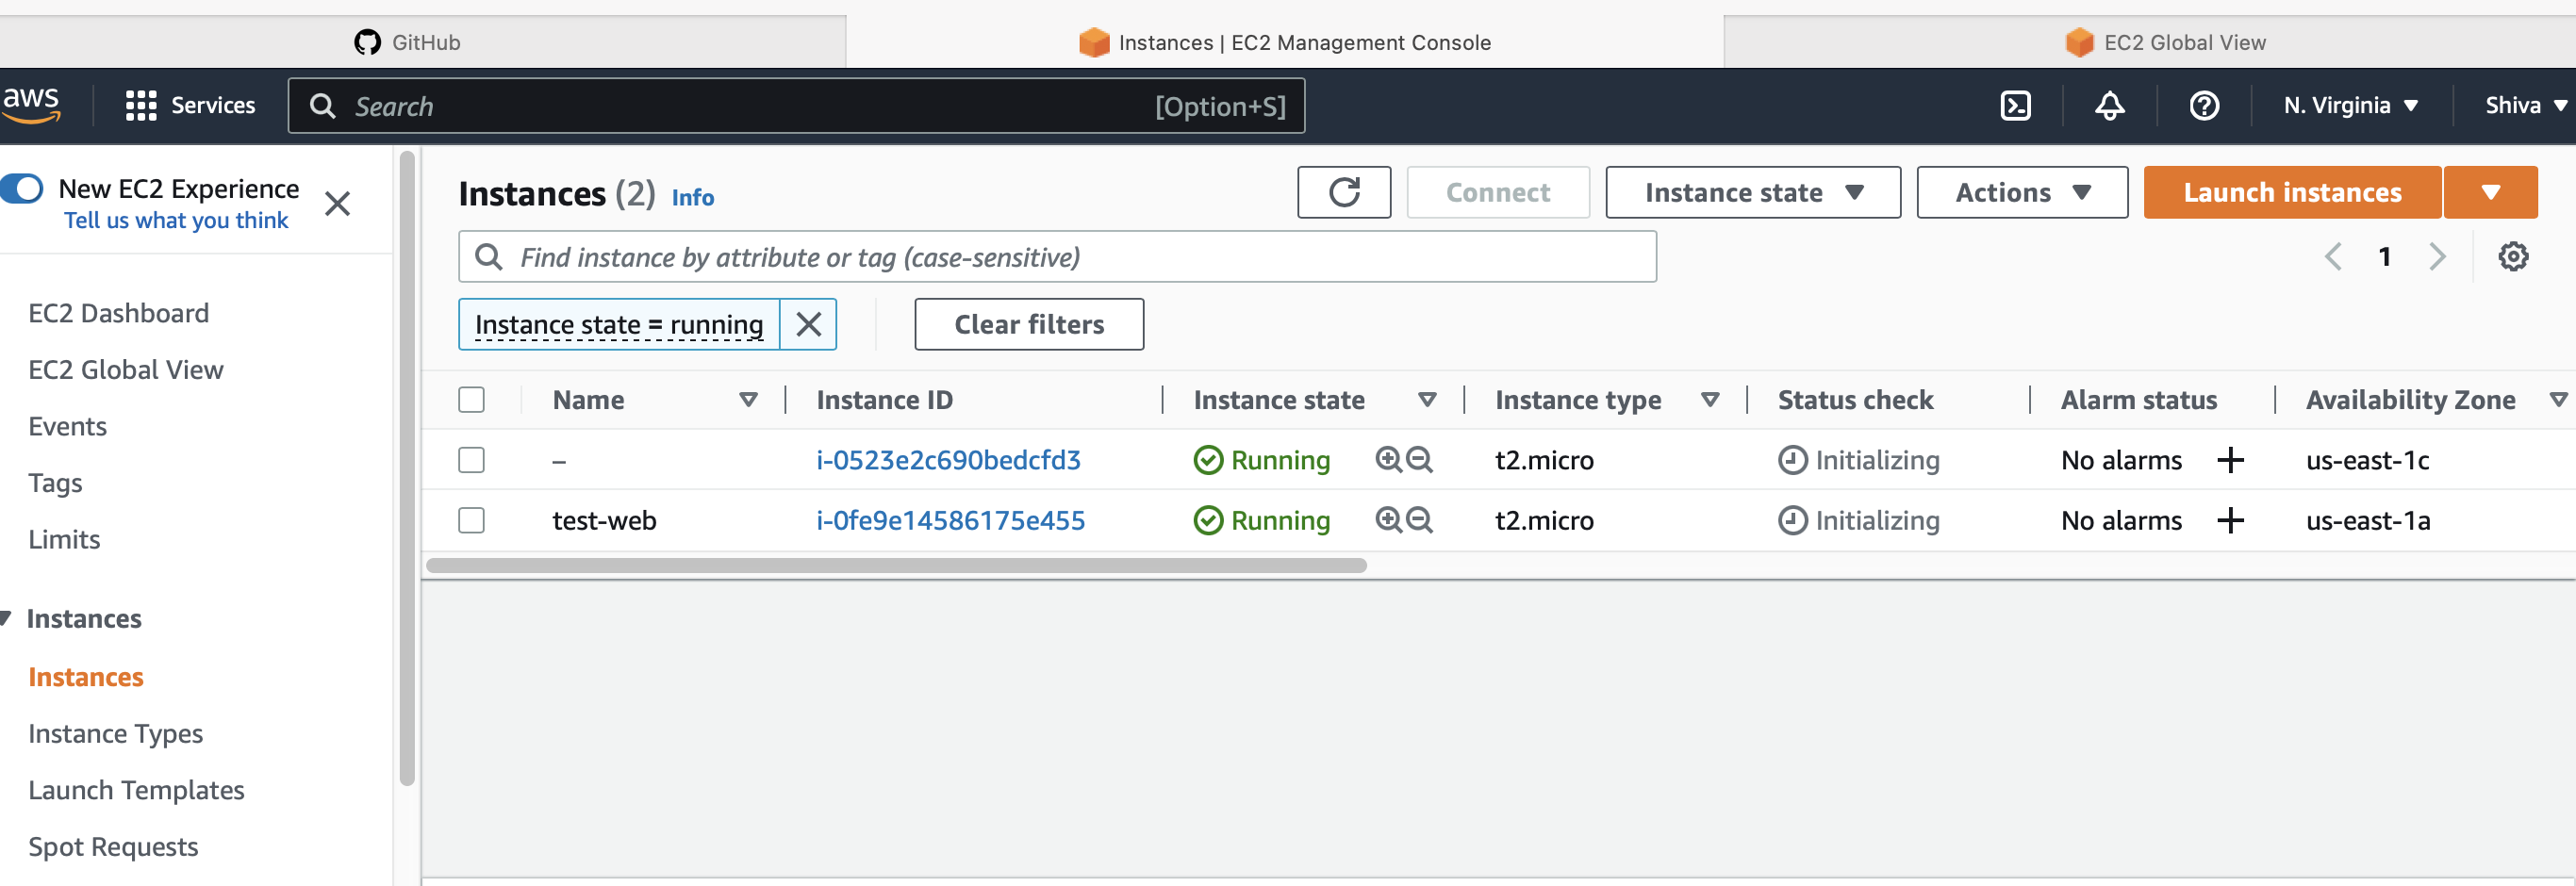 GitHub
Instances | EC2 Management Console
EC2 Global View
aws
Services
Search
[Option+S]
N. Virginia
Shiva
New EC2 Experience
Tell us what you think
EC2 Dashboard
EC2 Global View
Events
Tags
Limits
Instances
Instances
Instance Types
Launch Templates
Spot Requests
Instances (2) Info
Connect
Instance state
Actions
Launch instances
Find instance by attribute or tag (case-sensitive)
1
Instance state = running
Clear filters
Name Instance ID Instance state Instance type Status check Alarm status Availability Zone
– i-0523e2c690bedcfd3 Running t2.micro Initializing No alarms + us-east-1c
test-web i-0fe9e14586175e455 Running t2.micro Initializing No alarms + us-east-1a